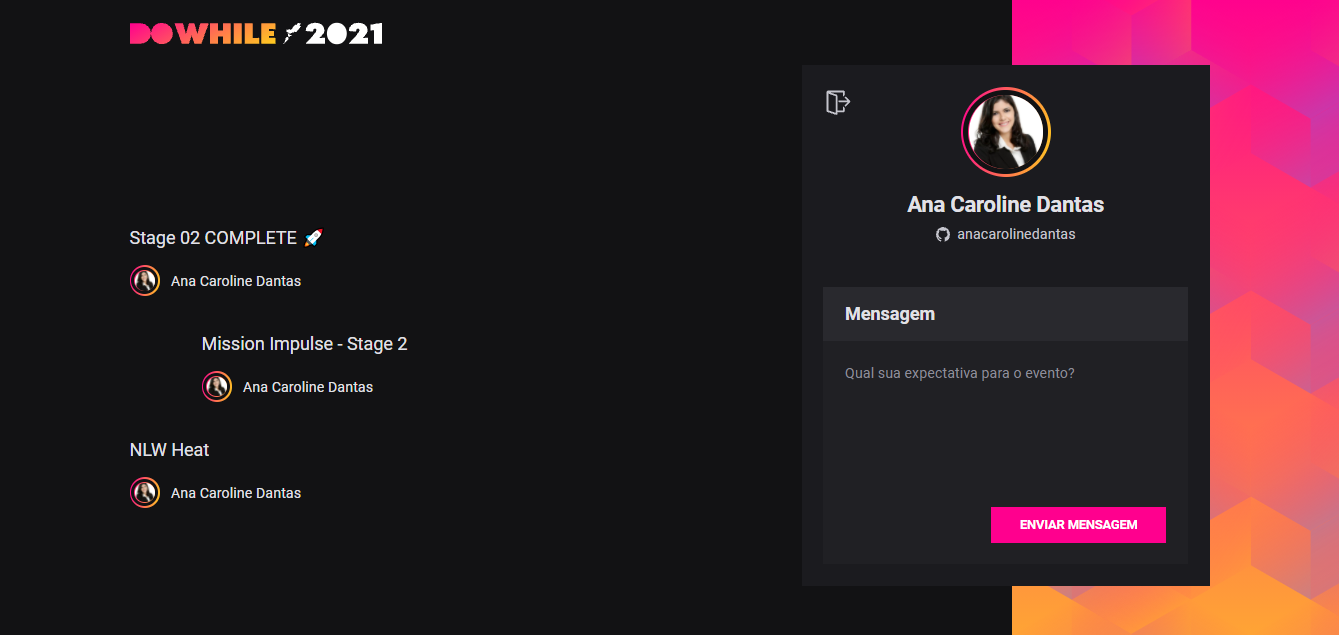 DOWHILE 2021
Stage 02 COMPLETE 🚀
Ana Caroline Dantas
Mission Impulse - Stage 2
Ana Caroline Dantas
NLW Heat
Ana Caroline Dantas
Ana Caroline Dantas
anacarolinedantas
Mensagem
Qual sua expectativa para o evento?
ENVIAR MENSAGEM